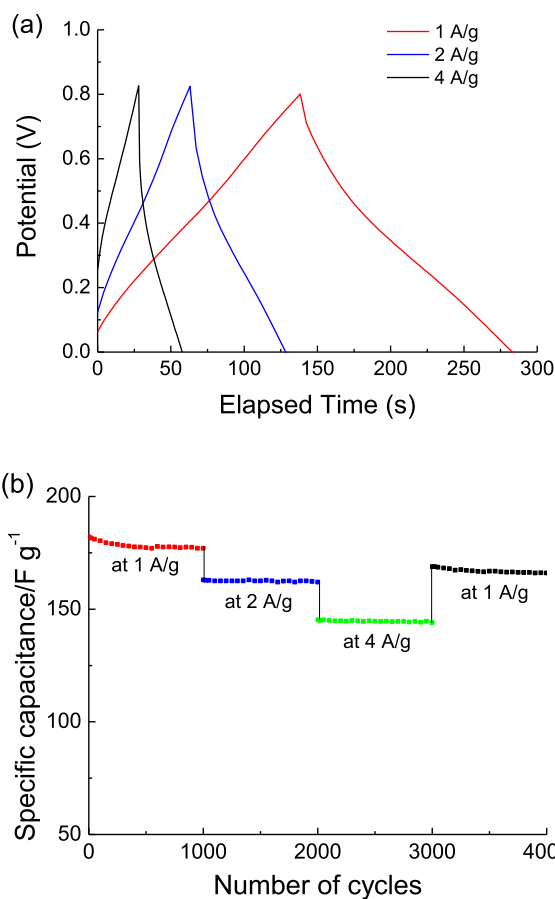 (a)
1 A/g
2 A/g
4 A/g
Potential (V)
1.0
0.8
0.6
0.4
0.2
0.0
0 50 100 150 200 250 300
Elapsed Time (s)
(b)
Specific capacitance/F g⁻¹
200
150
100
50
at 1 A/g
at 2 A/g
at 4 A/g
at 1 A/g
0 1000 2000 3000 400
Number of cycles